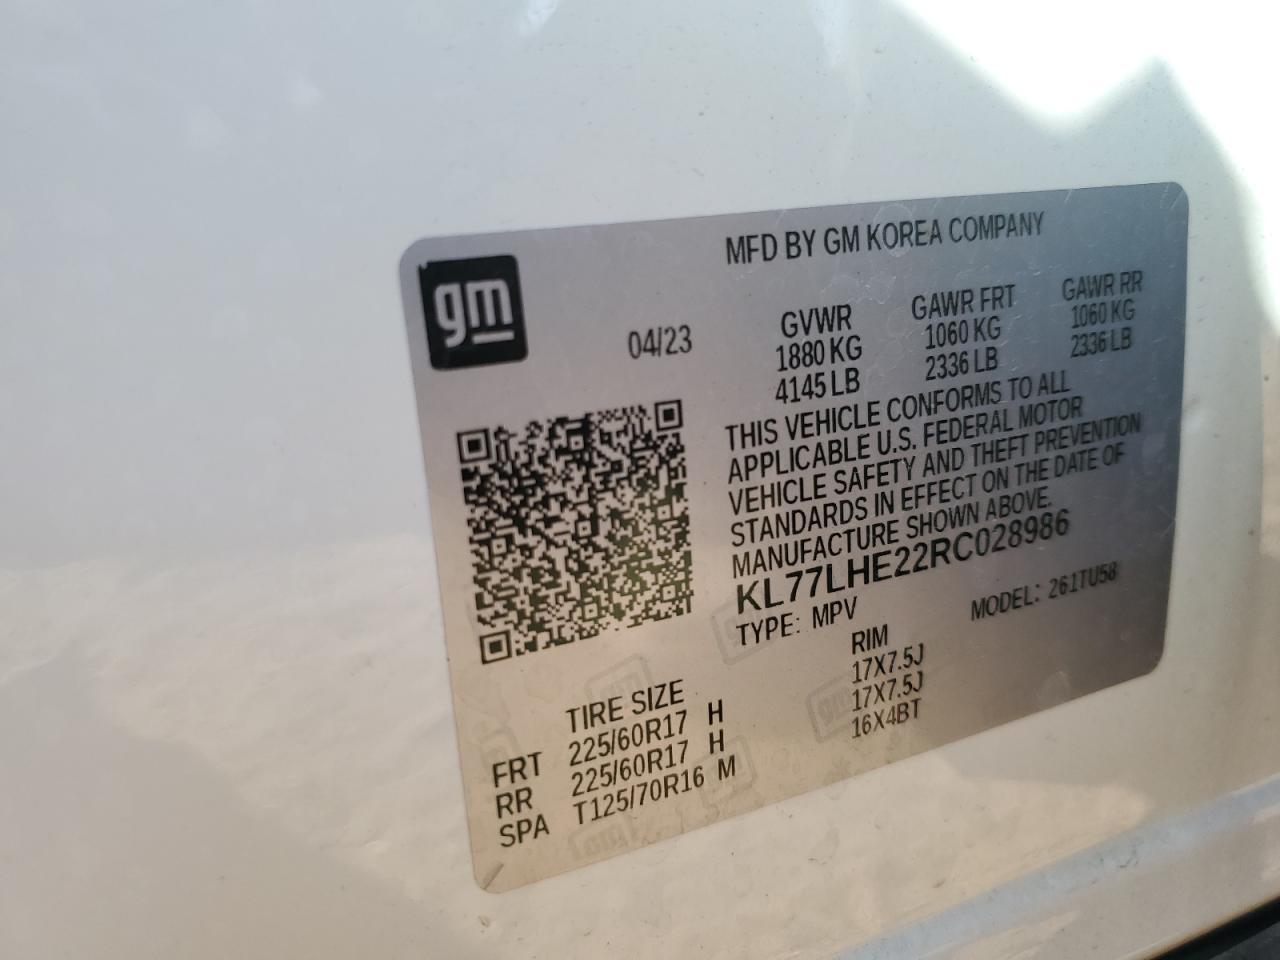 gm
MFD BY GM KOREA COMPANY
04/23
GVWR GAWR FRT GAWR RR
1880 KG 1060 KG 1060 KG
4145 LB 2336 LB 2336 LB
THIS VEHICLE CONFORMS TO ALL
APPLICABLE U.S. FEDERAL MOTOR
VEHICLE SAFETY AND THEFT PREVENTION
STANDARDS IN EFFECT ON THE DATE OF
MANUFACTURE SHOWN ABOVE.
KL77LHE22RC028986
TYPE: MPV MODEL: 261TU58
TIRE SIZE RIM
FRT 225/60R17 H 17X7.5J
RR 225/60R17 H 17X7.5J
SPA T125/70R16 M 16X4BT